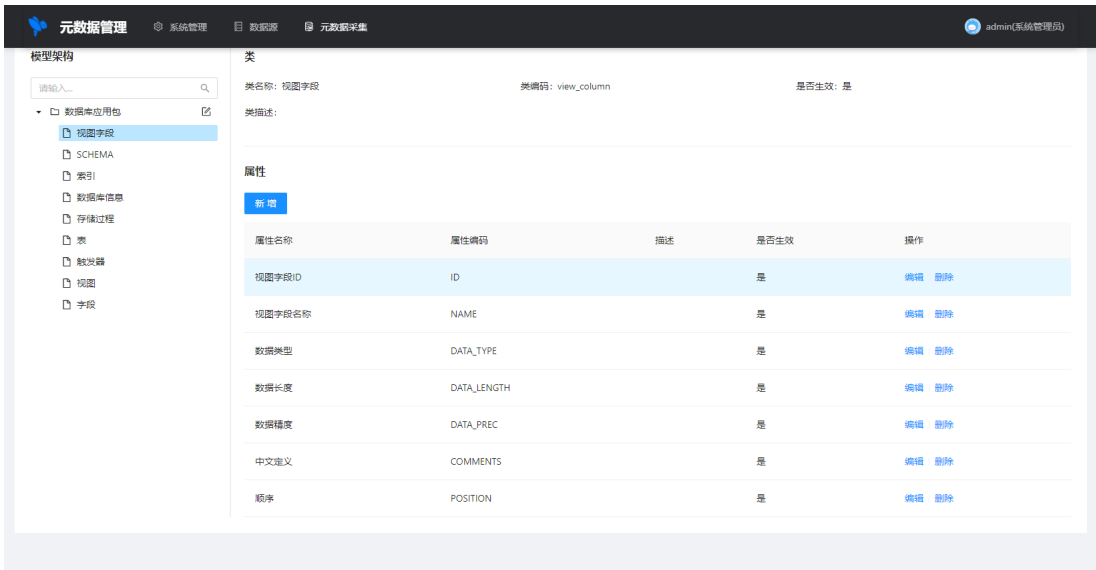 元数据管理 系统管理 数据源 元数据采集 admin(系统管理员)
模型架构
请输入...
数据库应用包
视图字段
SCHEMA
索引
数据库信息
存储过程
表
触发器
视图
字段
类
类名称: 视图字段 类编码: view_column 是否生效: 是
类描述:
属性
新增
属性名称 属性编码 描述 是否生效 操作
视图字段ID ID 是 编辑 删除
视图字段名称 NAME 是 编辑 删除
数据类型 DATA_TYPE 是 编辑 删除
数据长度 DATA_LENGTH 是 编辑 删除
数据精度 DATA_PREC 是 编辑 删除
中文定义 COMMENTS 是 编辑 删除
顺序 POSITION 是 编辑 删除